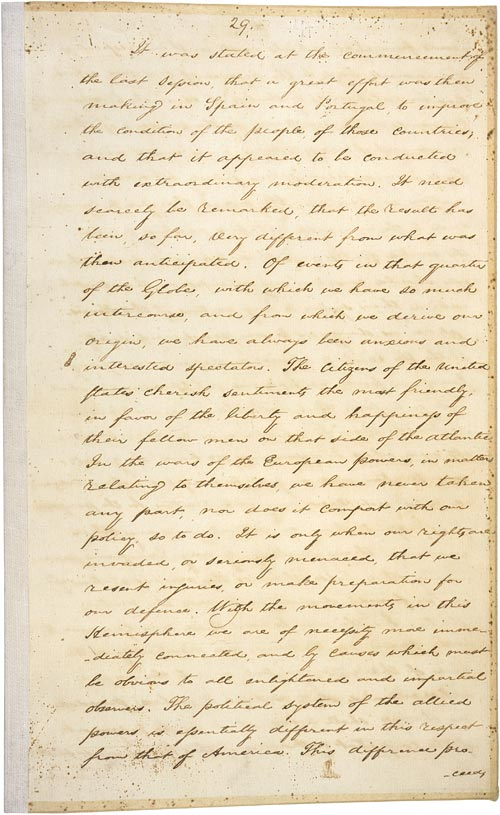 29.
It was stated at the commencement of
the last session, that a great effort was then
making in Spain and Portugal, to improve
the condition of the people, of those countries;
and that it appeared to be conducted
with extraordinary moderation. It need
scarcely be remarked, that the result has
been, so far, very different from what was
then anticipated. Of events in that quarter
of the Globe, with which we have so much
intercourse, and from which we derive our
origin, we have always been anxious and
interested spectators. The Citizens of the United
States cherish sentiments the most friendly,
in favor of the liberty and happiness of
their fellow men on that side of the Atlantic.
In the wars of the European powers, in matters
relating to themselves, we have never taken
any part, nor does it comport with our
policy, so to do. It is only when our rights are
invaded, or seriously menaced, that we
resent injuries, or make preparation for
our defence. With the movements in this
Hemisphere we are of necessity more imme-
-diately connected, and by causes which must
be obvious to all enlightened and impartial
observers. The political system of the allied
powers, is essentially different in this respect
from that of America. This difference pro-
-ceeds